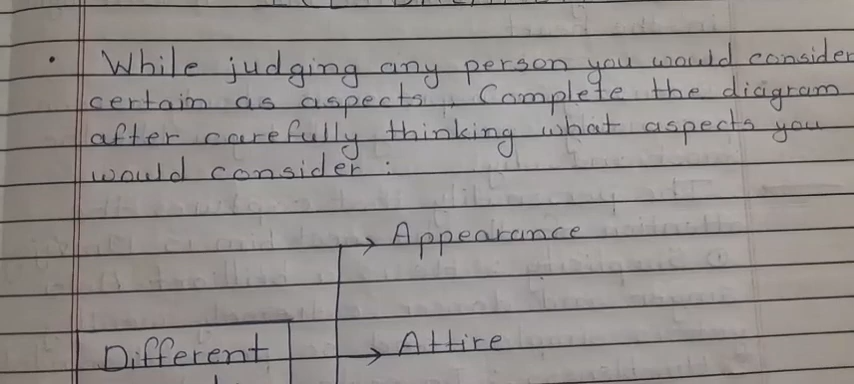 While judging any person you would consider
certain as aspects. Complete the diagram
after carefully thinking what aspects you
would consider :
→ Appearance
Different → Attire